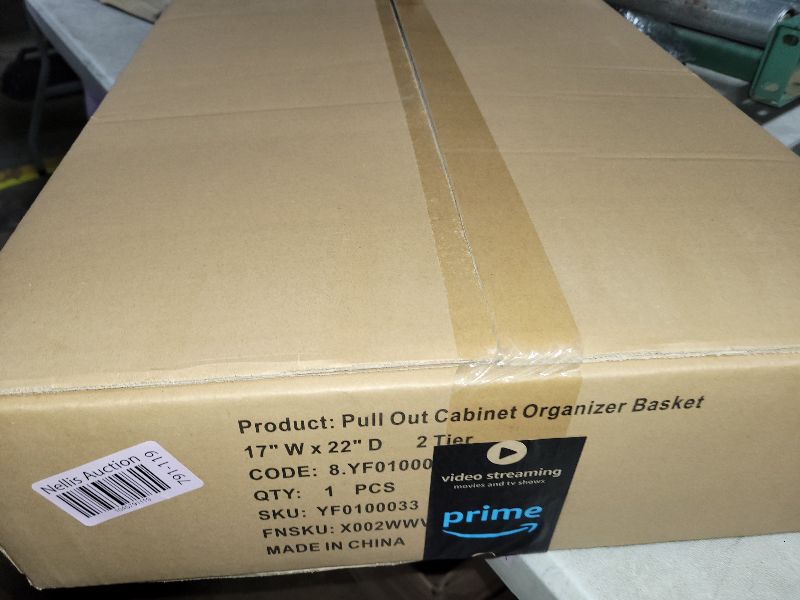 Product: Pull Out Cabinet Organizer Basket
17" W x 22" D 2 Tier
CODE: 8.YF01000
QTY: 1 PCS
SKU: YF0100033
FNSKU: X002WWV
MADE IN CHINA
Nellis Auction
791-119
video streaming
movies and tv shows
prime